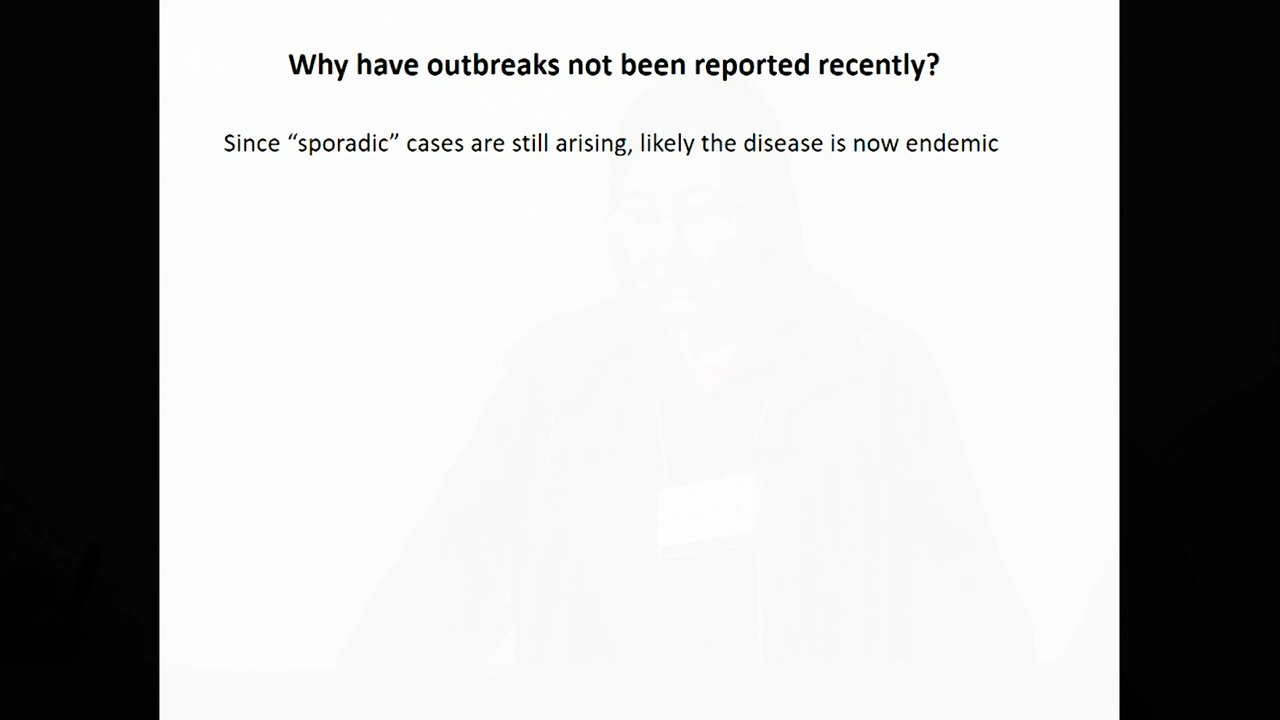 Why have outbreaks not been reported recently?
Since “sporadic” cases are still arising, likely the disease is now endemic